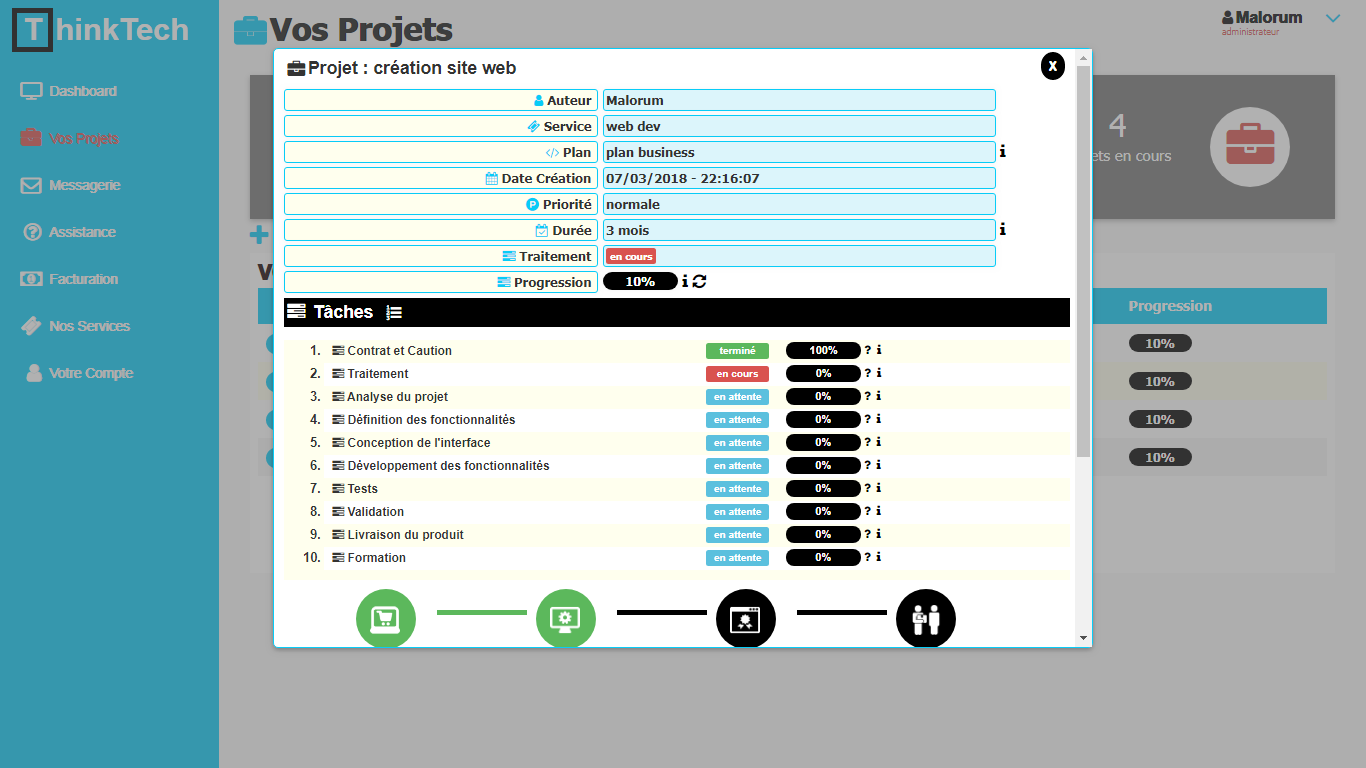 ThinkTech
Dashboard
Vos Projets
Messagerie
Assistance
Facturation
Nos Services
Votre Compte
Vos Projets
Malorum
administrateur
4
ets en cours
Projet : création site web
X
Auteur Malorum
Service web dev
Plan plan business
Date Création 07/03/2018 - 22:16:07
Priorité normale
Durée 3 mois
Traitement en cours
Progression 10%
Tâches
1. Contrat et Caution terminé 100% ?
2. Traitement en cours 0% ?
3. Analyse du projet en attente 0% ?
4. Définition des fonctionnalités en attente 0% ?
5. Conception de l'interface en attente 0% ?
6. Développement des fonctionnalités en attente 0% ?
7. Tests en attente 0% ?
8. Validation en attente 0% ?
9. Livraison du produit en attente 0% ?
10. Formation en attente 0% ?
Progression
10%
10%
10%
10%